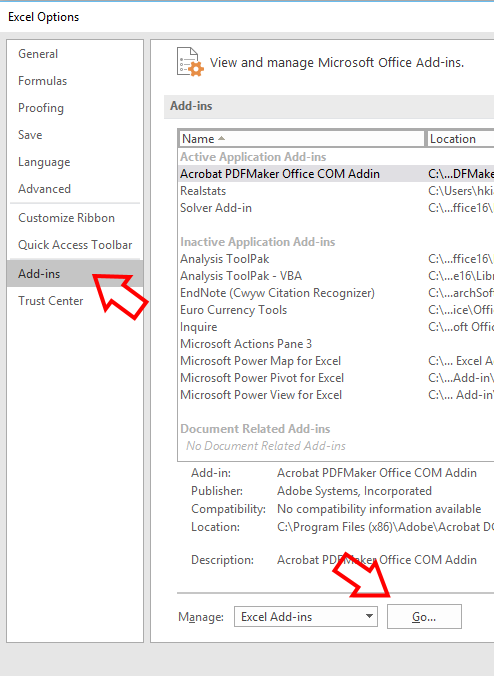 Excel Options
General
Formulas
Proofing
Save
Language
Advanced
Customize Ribbon
Quick Access Toolbar
Add-ins
Trust Center
View and manage Microsoft Office Add-ins.
Add-ins
Name Location
Active Application Add-ins
Acrobat PDFMaker Office COM Addin C:\...DFMake
Realstats C:\Users\hkia
Solver Add-in C:\...ffice16\
Inactive Application Add-ins
Analysis ToolPak C:\...ffice16\
Analysis ToolPak - VBA C:\...e16\Libr
EndNote (Cwyw Citation Recognizer) C:\...archSoft
Euro Currency Tools C:\...ice\Offic
Inquire C:\...oft Office
Microsoft Actions Pane 3
Microsoft Power Map for Excel C:\... Excel A
Microsoft Power Pivot for Excel C:\...Add-in\
Microsoft Power View for Excel C:\... Add-in\
Document Related Add-ins
No Document Related Add-ins
Add-in: Acrobat PDFMaker Office COM Addin
Publisher: Adobe Systems, Incorporated
Compatibility: No compatibility information available
Location: C:\Program Files (x86)\Adobe\Acrobat DC
Description: Acrobat PDFMaker Office COM Addin
Manage: Excel Add-ins Go...